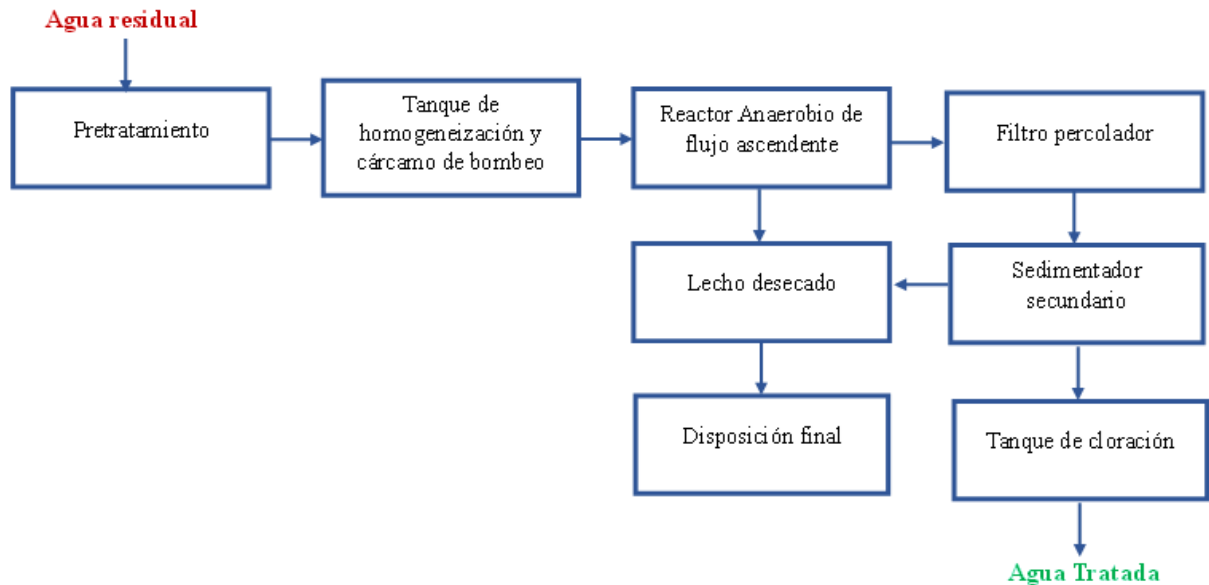 Agua residual
Pretratamiento
Tanque de
homogeneización y
cárcamo de bombeo
Reactor Anaerobio de
flujo ascendente
Filtro percolador
Lecho desecado
Sedimentador
secundario
Disposición final
Tanque de cloración
Agua Tratada